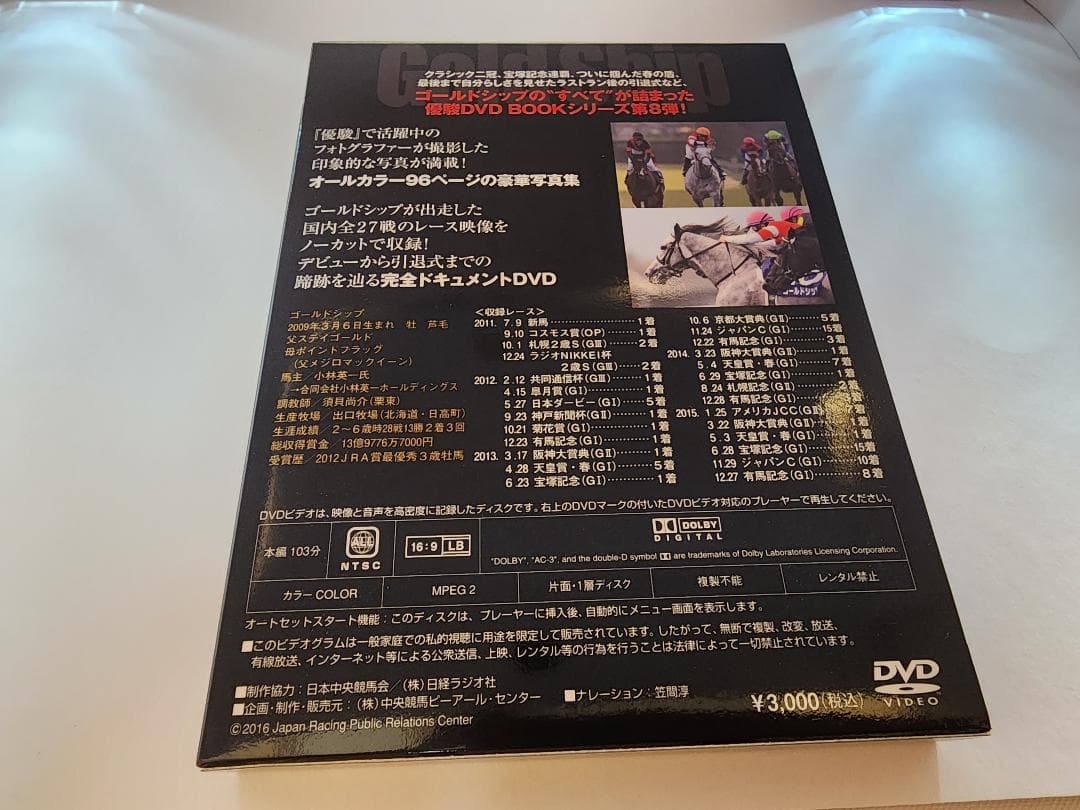 Gold Ship
クラシック二冠、宝塚記念連覇、ついに掴んだ春の盾、
最後まで自分らしさを見せたラストラン後の引退式など、
ゴールドシップの“すべて”が詰まった
優駿DVD BOOKシリーズ第8弾!
『優駿』で活躍中の
フォトグラファーが撮影した
印象的な写真が満載!
オールカラー96ページの豪華写真集
ゴールドシップが出走した
国内全27戦のレース映像を
ノーカットで収録!
デビューから引退式までの
蹄跡を辿る完全ドキュメントDVD
ゴールドシップ
ゴールドシップ
2009年3月6日生まれ 牡 芦毛
父ステイゴールド
母ポイントフラッグ
(父メジロマックイーン)
馬主/小林英一氏
→合同会社小林英一ホールディングス
調教師/須貝尚介(栗東)
生産牧場/出口牧場(北海道・日高町)
生涯成績/2~6歳時28戦13勝2着3回
総収得賞金/13億9776万7000円
受賞歴/2012JRA賞最優秀3歳牡馬
<収録レース>
2011. 7. 9 新馬………1着
9.10 コスモス賞(OP)………1着
10.1 札幌2歳S(GⅢ)………2着
12.24 ラジオNIKKEI杯
2歳S(GⅢ)……2着
2012. 2.12 共同通信杯(GⅢ)………1着
4.15 皐月賞(GⅠ)………1着
5.27 日本ダービー(GⅠ)………5着
9.23 神戸新聞杯(GⅡ)………1着
10.21 菊花賞(GⅠ)………1着
12.23 有馬記念(GⅠ)………1着
2013. 3.17 阪神大賞典(GⅡ)………1着
4.28 天皇賞・春(GⅠ)………5着
6.23 宝塚記念(GⅠ)………1着
10. 6 京都大賞典(GⅡ)………5着
11.24 ジャパンC(GⅠ)………15着
12.22 有馬記念(GⅠ)………3着
2014. 3.23 阪神大賞典(GⅡ)………1着
5. 4 天皇賞・春(GⅠ)………7着
6.29 宝塚記念(GⅠ)………1着
8.24 札幌記念(GⅡ)………2着
12.28 有馬記念(GⅠ)………
2015. 1.25 アメリカJCC(GⅡ)……7着
3.22 阪神大賞典(GⅡ)………1着
5. 3 天皇賞・春(GⅠ)………1着
6.28 宝塚記念(GⅠ)………15着
11.29 ジャパンC(GⅠ)………10着
12.27 有馬記念(GⅠ)………8着
DVDビデオは、映像と音声を高密度に記録したディスクです。右上のDVDマークの付いたDVDビデオ対応のプレーヤーで再生してください。
本編 103分
ALL
NTSC
16:9 LB
DOLBY
DIGITAL
"DOLBY", "AC-3", and the double-D symbol are trademarks of Dolby Laboratories Licensing Corporation.
カラー COLOR
MPEG 2
片面・1層ディスク
複製不能
レンタル禁止
オートセットスタート機能:このディスクは、プレーヤーに挿入後、自動的にメニュー画面を表示します。
■このビデオグラムは一般家庭での私的視聴に用途を限定して販売されています。したがって、無断で複製、改変、放送、
有線放送、インターネット等による公衆送信、上映、レンタル等の行為を行うことは法律によって一切禁止されています。
■制作協力:日本中央競馬会/(株)日経ラジオ社
■企画・制作・販売元:(株)中央競馬ピーアール・センター
■ナレーション:笠間淳
©2016 Japan Racing Public Relations Center
¥3,000(税込)
DVD
VIDEO